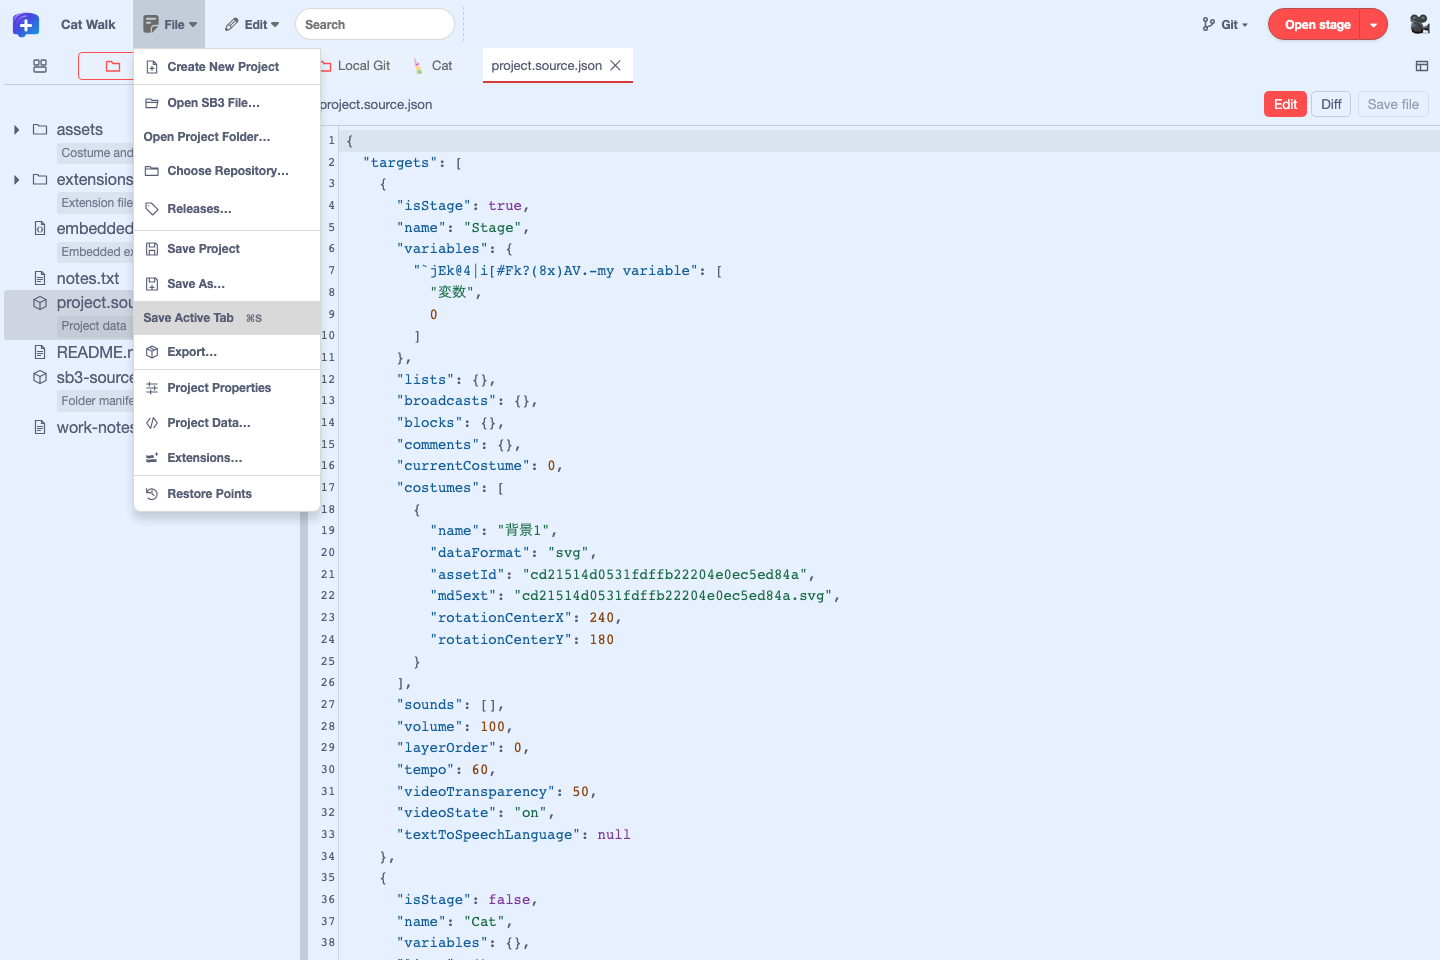 Cat Walk
File
Edit
Search
Git
Open stage
Local Git
Cat
project.source.json
project.source.json
Edit
Diff
Save file
Create New Project
Open SB3 File...
Open Project Folder...
Choose Repository...
Releases...
Save Project
Save As...
Save Active Tab ⌘S
Export...
Project Properties
Project Data...
Extensions...
Restore Points
assets
Costume and
extensions
Extension file
embedded
Embedded ex
notes.txt
project.sou
Project data
README.m
sb3-source
Folder manife
work-notes
1 {
2 "targets": [
3 {
4 "isStage": true,
5 "name": "Stage",
6 "variables": {
7 "`jEk@4|i[#Fk?(8x)AV.-my variable": [
8 "変数",
9 0
10 ]
11 },
12 "lists": {},
13 "broadcasts": {},
14 "blocks": {},
15 "comments": {},
16 "currentCostume": 0,
17 "costumes": [
18 {
19 "name": "背景1",
20 "dataFormat": "svg",
21 "assetId": "cd21514d0531fdffb22204e0ec5ed84a",
22 "md5ext": "cd21514d0531fdffb22204e0ec5ed84a.svg",
23 "rotationCenterX": 240,
24 "rotationCenterY": 180
25 }
26 ],
27 "sounds": [],
28 "volume": 100,
29 "layerOrder": 0,
30 "tempo": 60,
31 "videoTransparency": 50,
32 "videoState": "on",
33 "textToSpeechLanguage": null
34 },
35 {
36 "isStage": false,
37 "name": "Cat",
38 "variables": {},